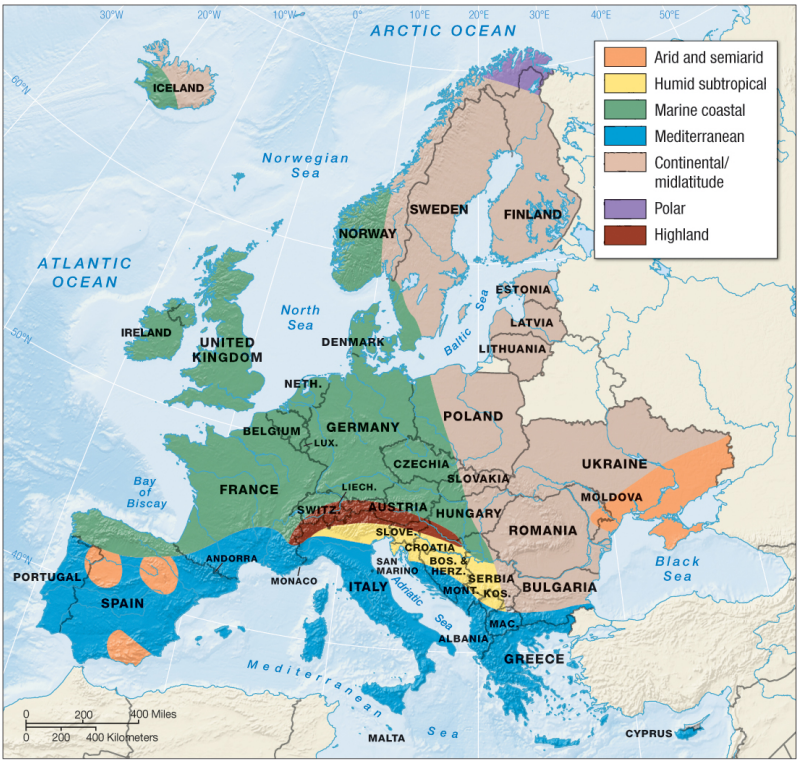 30°W
20°W
10°W
0°
10°E
20°E
30°E
40°E
50°E
ARCTIC OCEAN
Arid and semiarid
Humid subtropical
Marine coastal
Mediterranean
Continental/
midlatitude
Polar
Highland
60°N
ICELAND
Norwegian
Sea
SWEDEN
FINLAND
NORWAY
ATLANTIC
OCEAN
ESTONIA
North
Sea
Baltic Sea
LATVIA
50°N
IRELAND
UNITED
KINGDOM
DENMARK
LITHUANIA
NETH.
POLAND
BELGIUM
GERMANY
LUX.
CZECHIA
UKRAINE
SLOVAKIA
Bay
of
Biscay
FRANCE
LIECH.
MOLDOVA
SWITZ.
AUSTRIA
HUNGARY
ROMANIA
SLOVE.
CROATIA
40°N
ANDORRA
SAN
MARINO
BOS. &
HERZ.
SERBIA
Black
Sea
PORTUGAL
MONACO
ITALY
MONT.
KOS.
BULGARIA
SPAIN
Adriatic Sea
MAC.
ALBANIA
GREECE
Mediterranean Sea
0 200 400 Miles
0 200 400 Kilometers
MALTA
CYPRUS